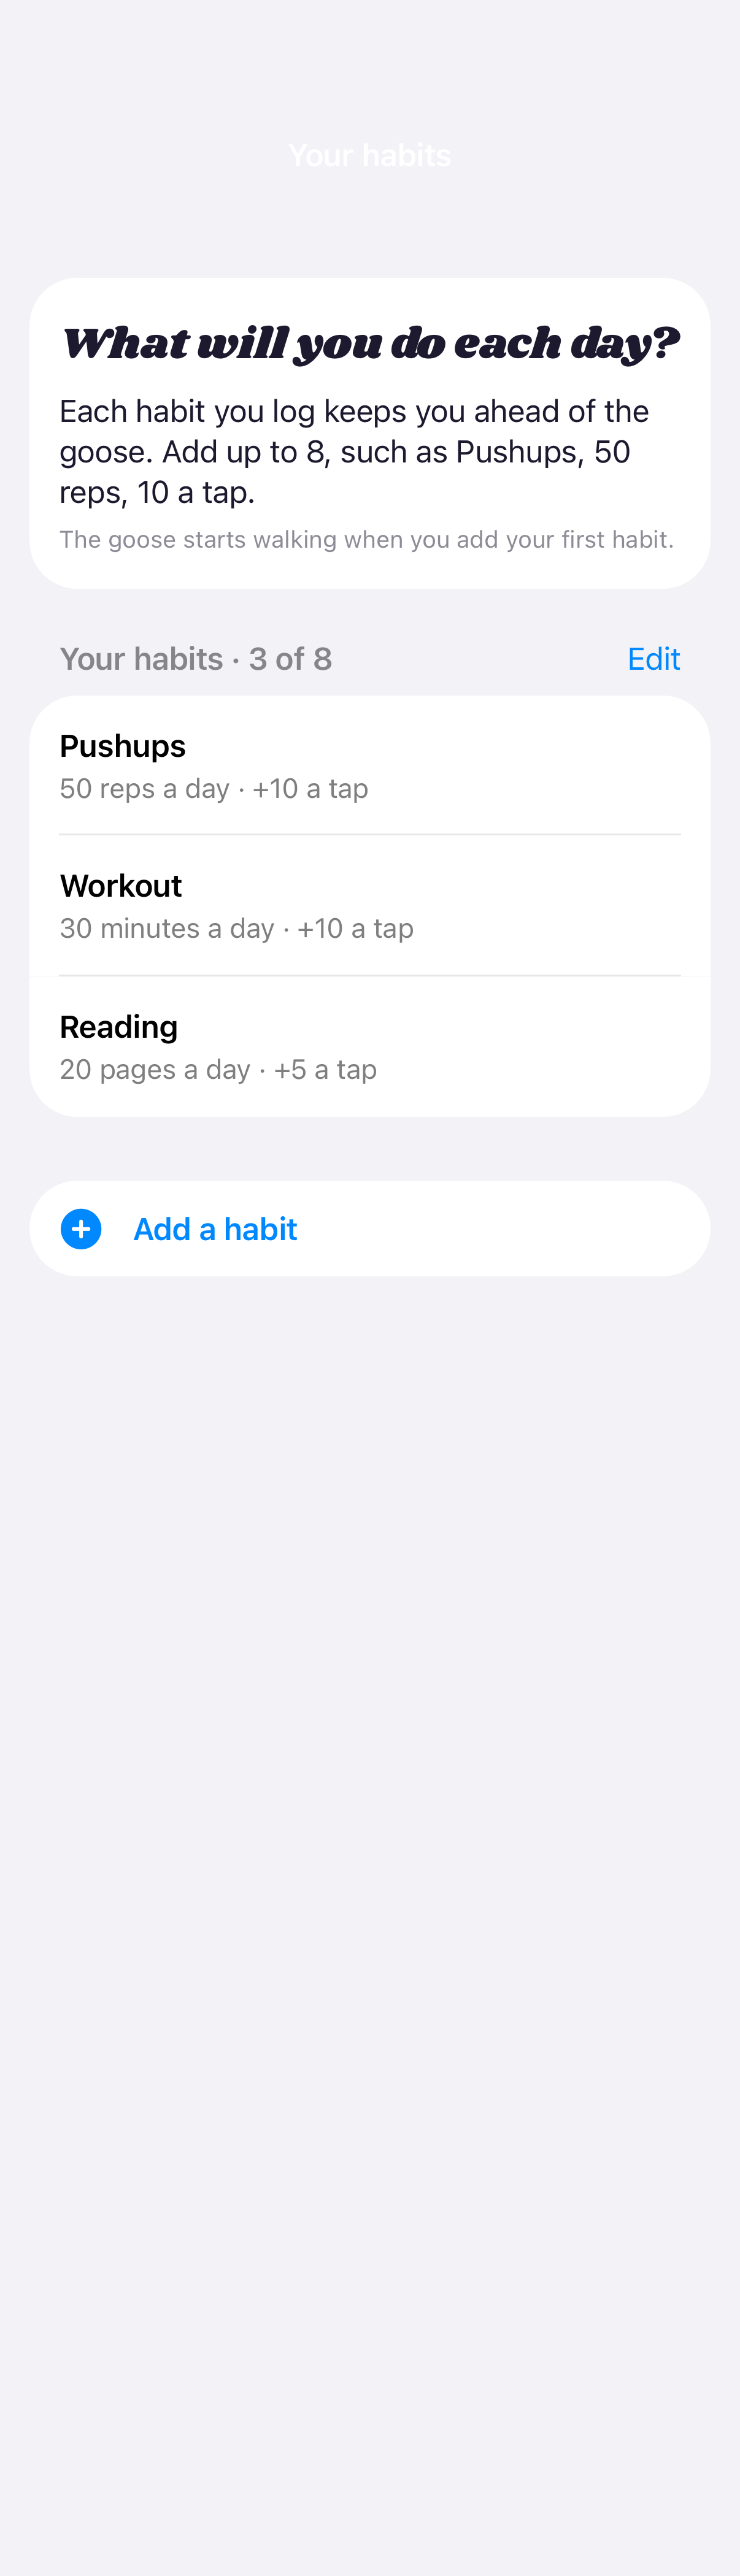 Your habits
What will you do each day?
Each habit you log keeps you ahead of the
goose. Add up to 8, such as Pushups, 50
reps, 10 a tap.
The goose starts walking when you add your first habit.
Your habits · 3 of 8
Edit
Pushups
50 reps a day · +10 a tap
Workout
30 minutes a day · +10 a tap
Reading
20 pages a day · +5 a tap
Add a habit